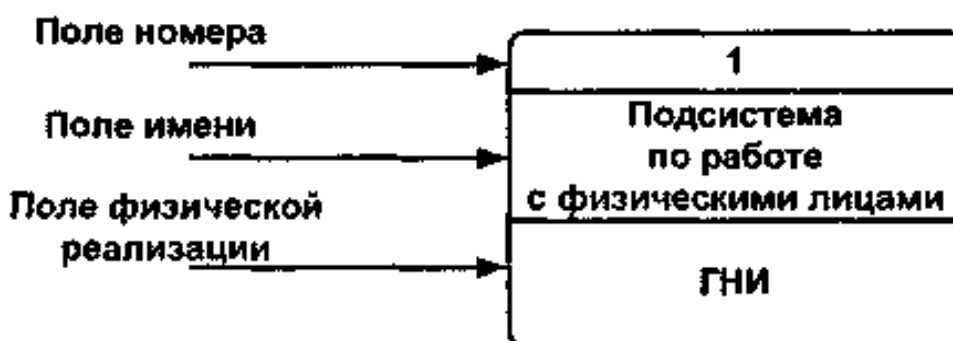 Поле номера
1
Поле имени
Подсистема
по работе
с физическими лицами
Поле физической
реализации
ГНИ